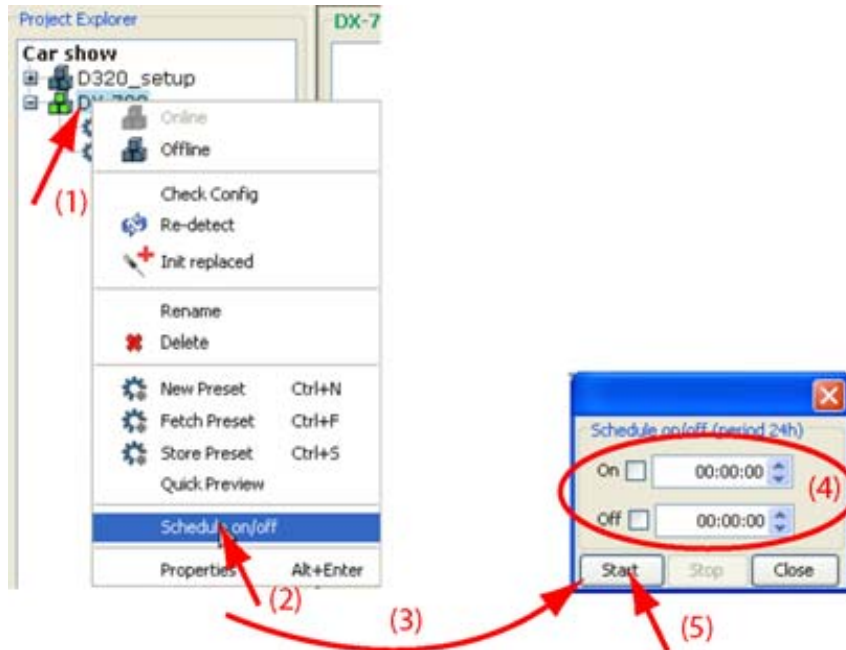 Project Explorer
DX-7
Car show
D320_setup
(1)
Online
Offline
Check Config
Re-detect
Init replaced
Rename
Delete
New Preset Ctrl+N
Fetch Preset Ctrl+F
Store Preset Ctrl+S
Quick Preview
Schedule on/off
Properties Alt+Enter
(2)
(3)
Schedule on/off (period 24h)
On 00:00:00
(4)
Off 00:00:00
Start Stop Close
(5)